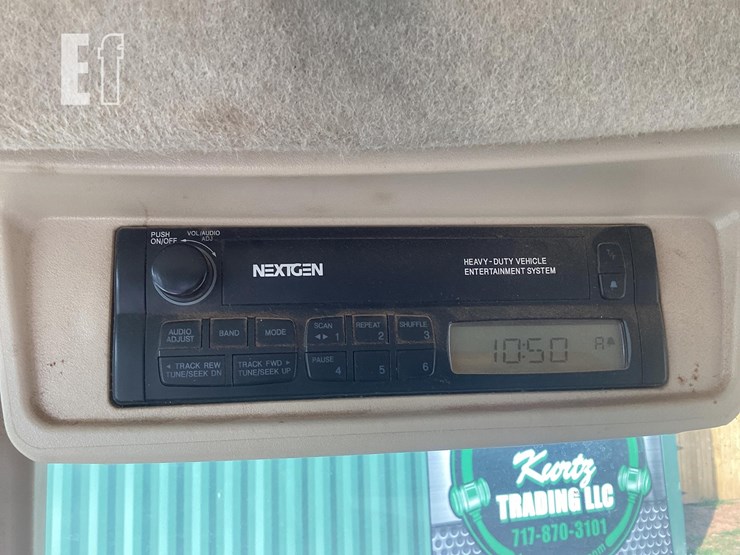 Ef
PUSH
ON/OFF
VOL/AUDIO
ADJ
NEXTGEN
HEAVY-DUTY VEHICLE
ENTERTAINMENT SYSTEM
AUDIO
ADJUST
BAND
MODE
SCAN
1
REPEAT
2
SHUFFLE
3
TRACK REW
TUNE/SEEK DN
TRACK FWD
TUNE/SEEK UP
PAUSE
4
5
6
10:50 A
Kurtz
TRADING LLC
717-870-3101
.com